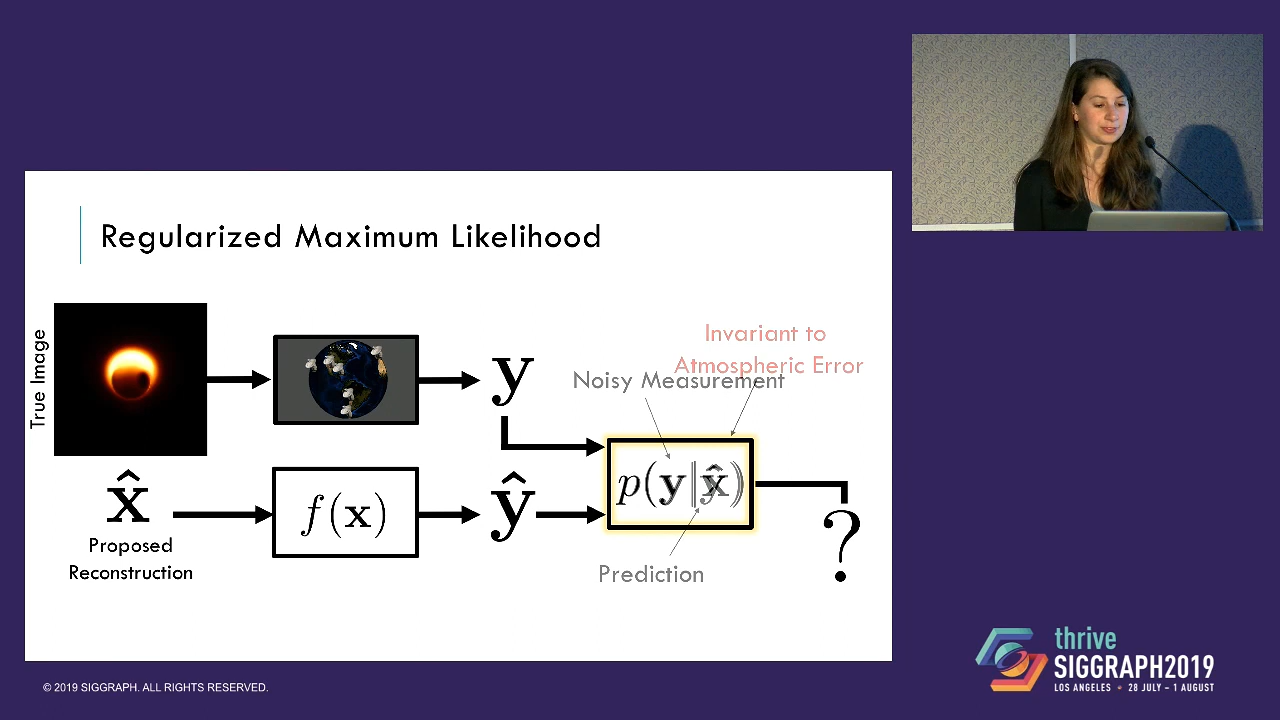 Regularized Maximum Likelihood
True Image
y
Invariant to
Atmospheric Error
Noisy Measurement
x̂
f(x)
ŷ
p(y|x̂)
?
Proposed
Reconstruction
Prediction
thrive
SIGGRAPH2019
LOS ANGELES • 28 JULY – 1 AUGUST
© 2019 SIGGRAPH. ALL RIGHTS RESERVED.